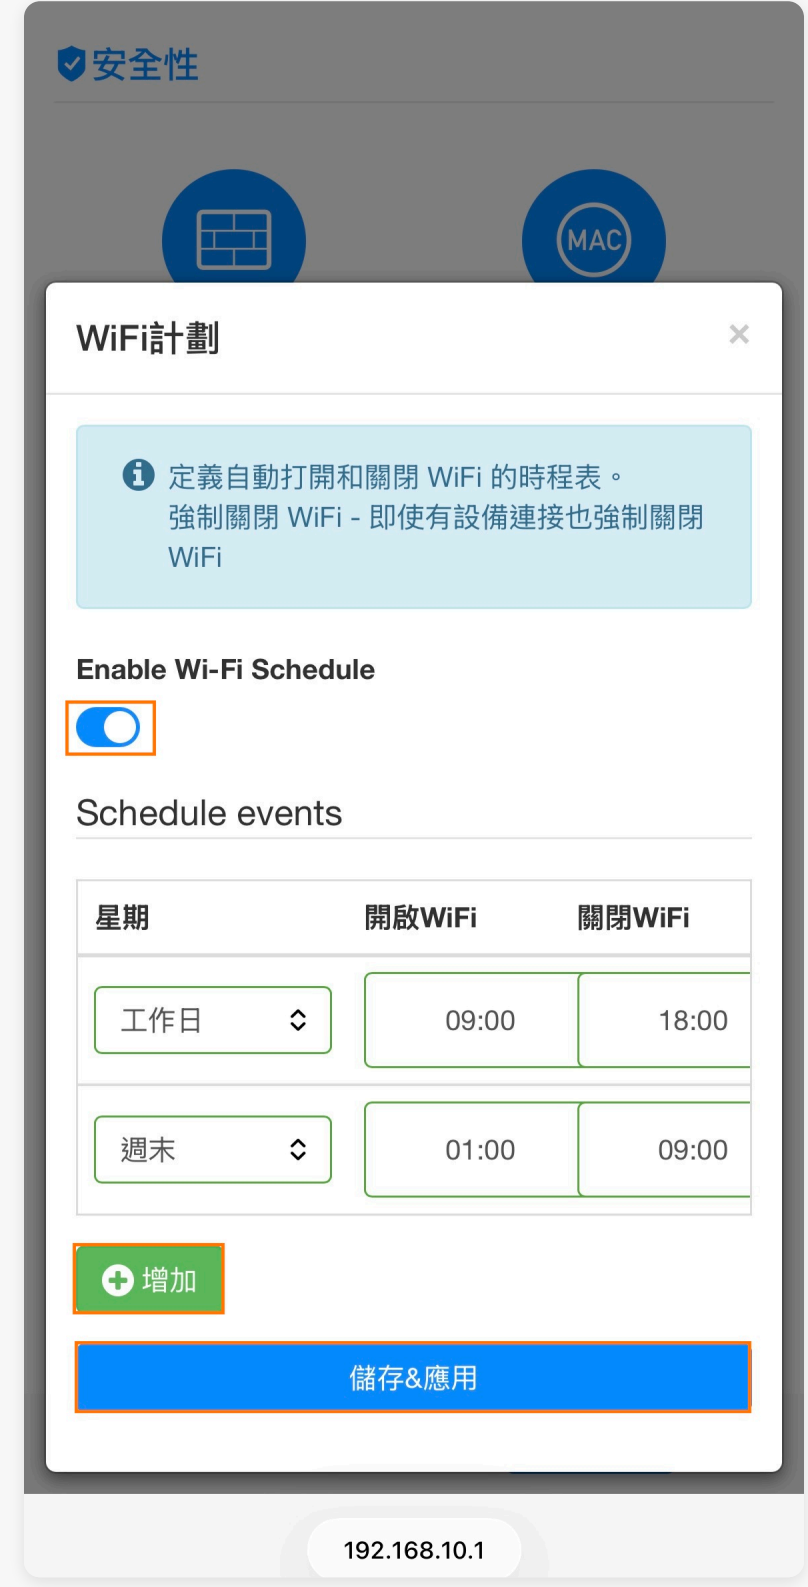 安全性
MAC
WiFi計劃
×
定義自動打開和關閉 WiFi 的時程表。
強制關閉 WiFi - 即使有設備連接也強制關閉
WiFi
Enable Wi-Fi Schedule
Schedule events
星期 開啟WiFi 關閉WiFi
工作日 09:00 18:00
週末 01:00 09:00
增加
儲存&應用
192.168.10.1